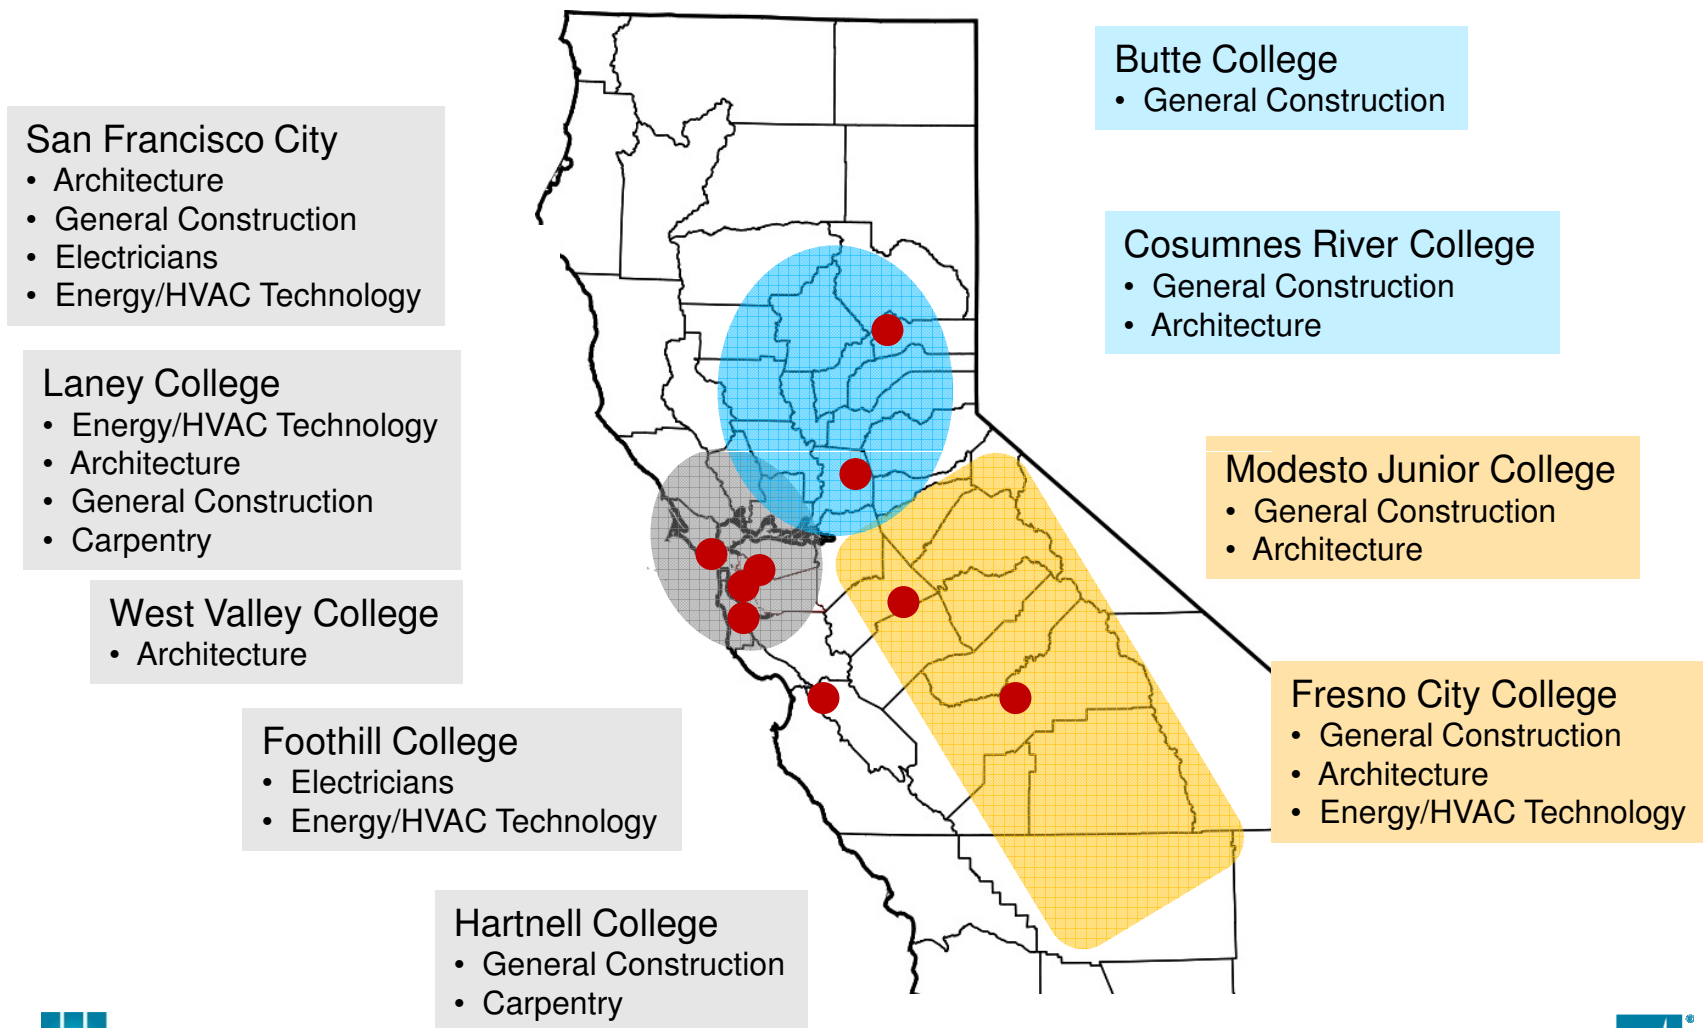 San Francisco City
• Architecture
• General Construction
• Electricians
• Energy/HVAC Technology
Laney College
• Energy/HVAC Technology
• Architecture
• General Construction
• Carpentry
West Valley College
• Architecture
Foothill College
• Electricians
• Energy/HVAC Technology
Hartnell College
• General Construction
• Carpentry
Butte College
• General Construction
Cosumnes River College
• General Construction
• Architecture
Modesto Junior College
• General Construction
• Architecture
Fresno City College
• General Construction
• Architecture
• Energy/HVAC Technology
®